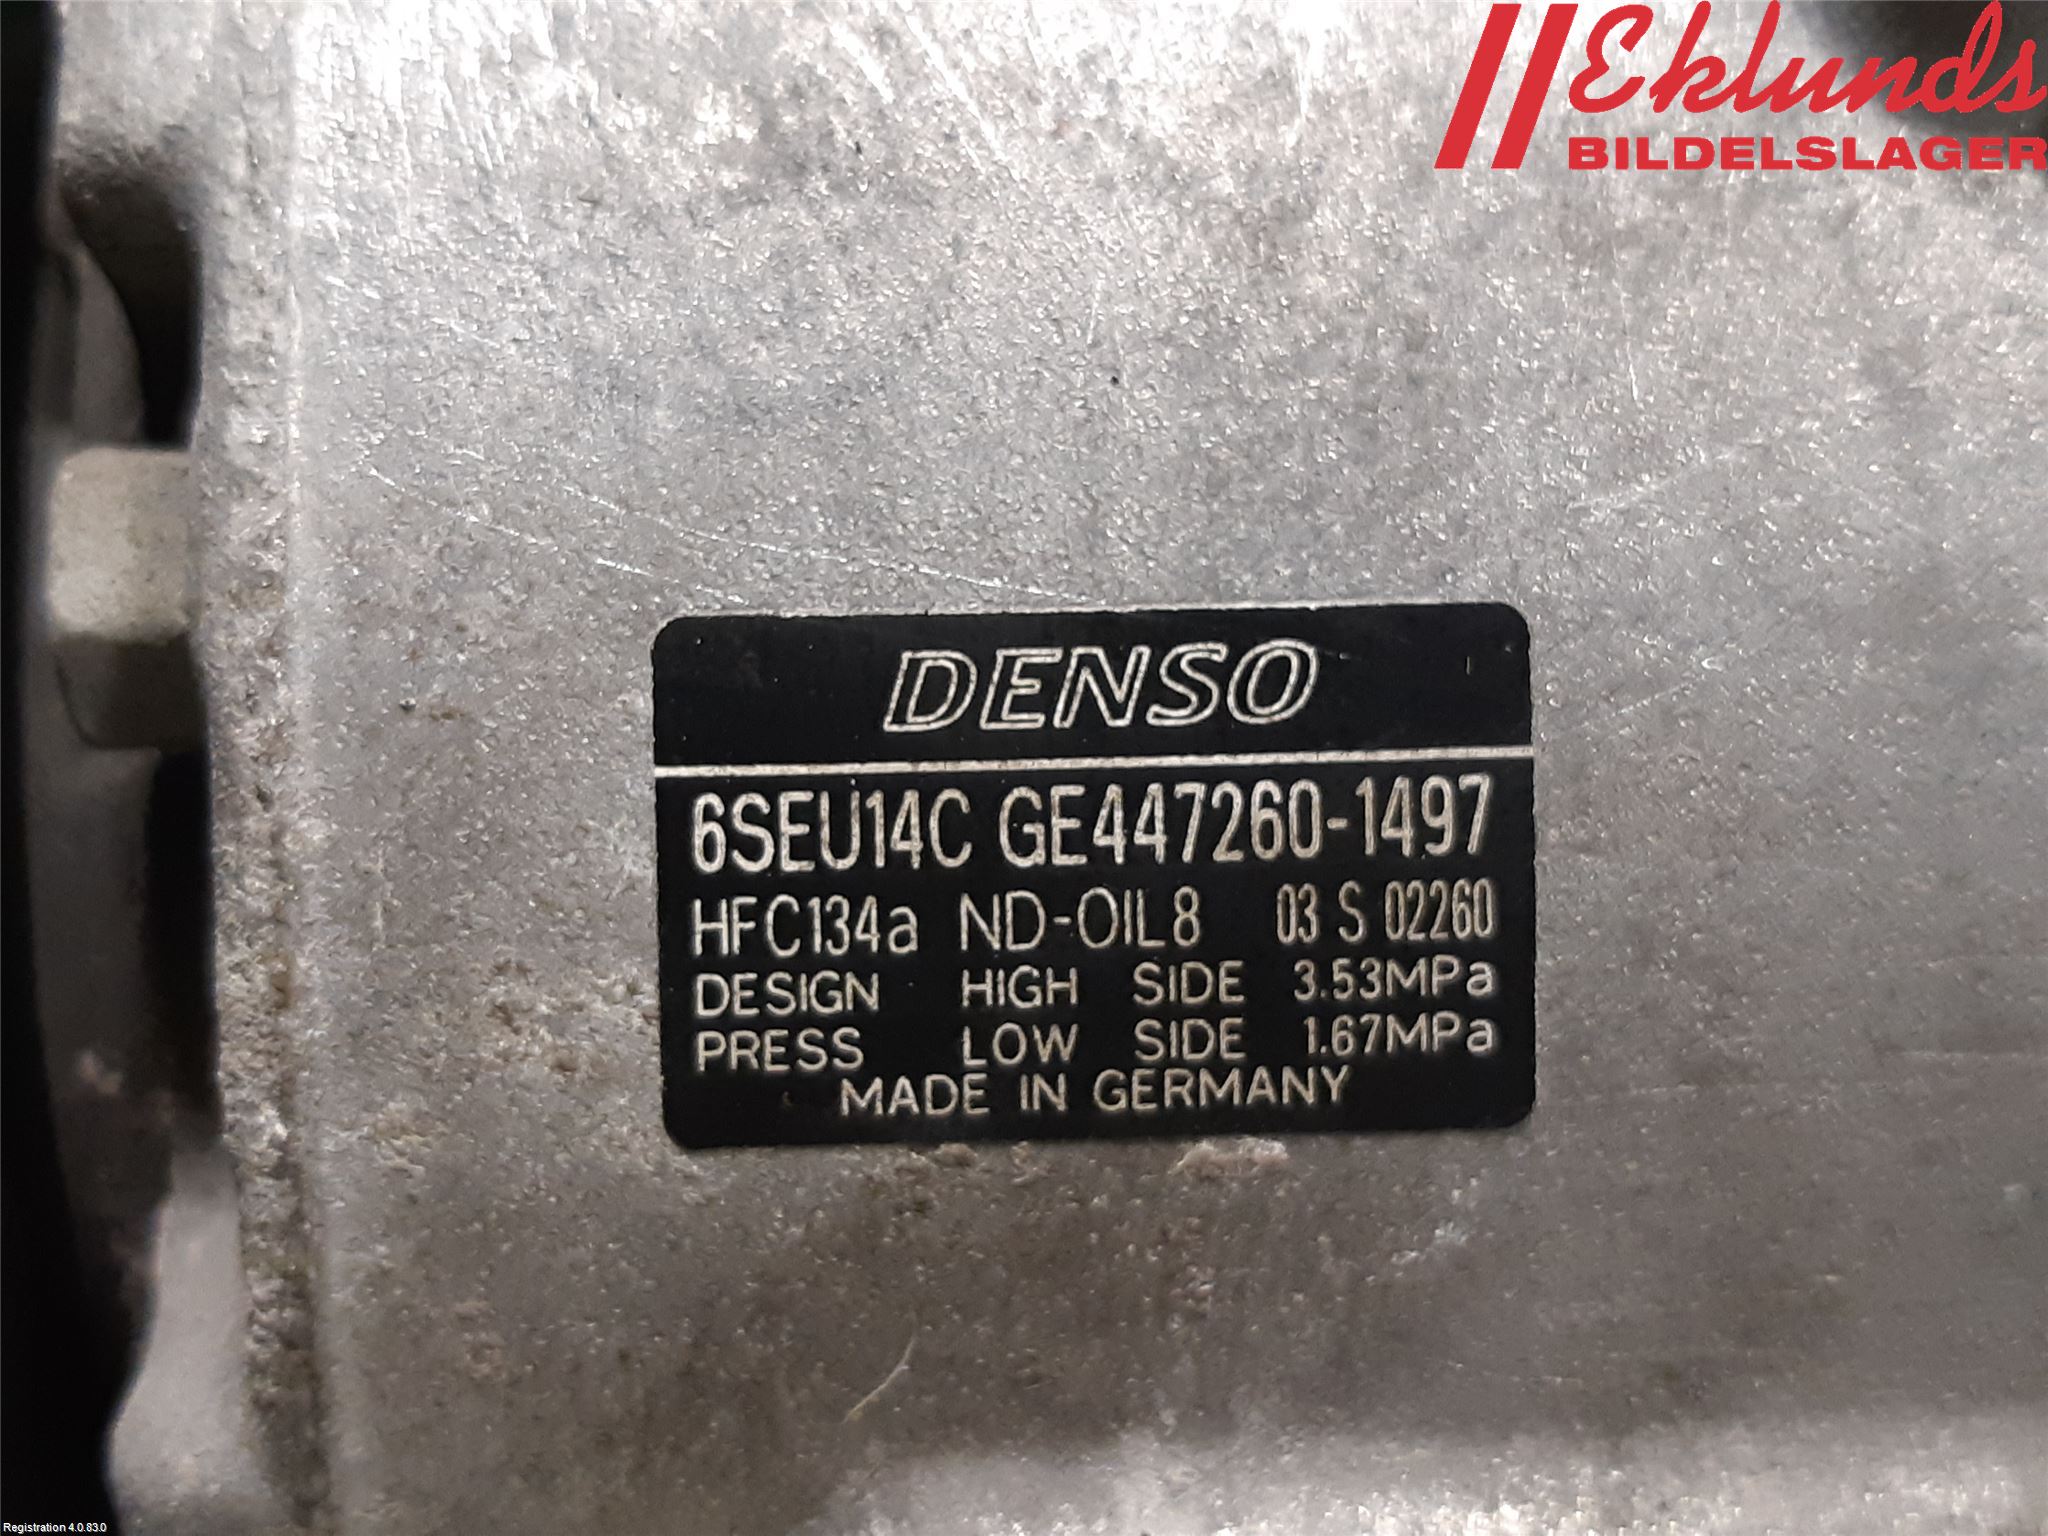 Eklunds
BILDELSLAGER
DENSO
6SEU14C GE447260-1497
HFC134a ND-OIL8 03 S 02260
DESIGN HIGH SIDE 3.53MPa
PRESS LOW SIDE 1.67MPa
MADE IN GERMANY
Registration 4.0.83.0